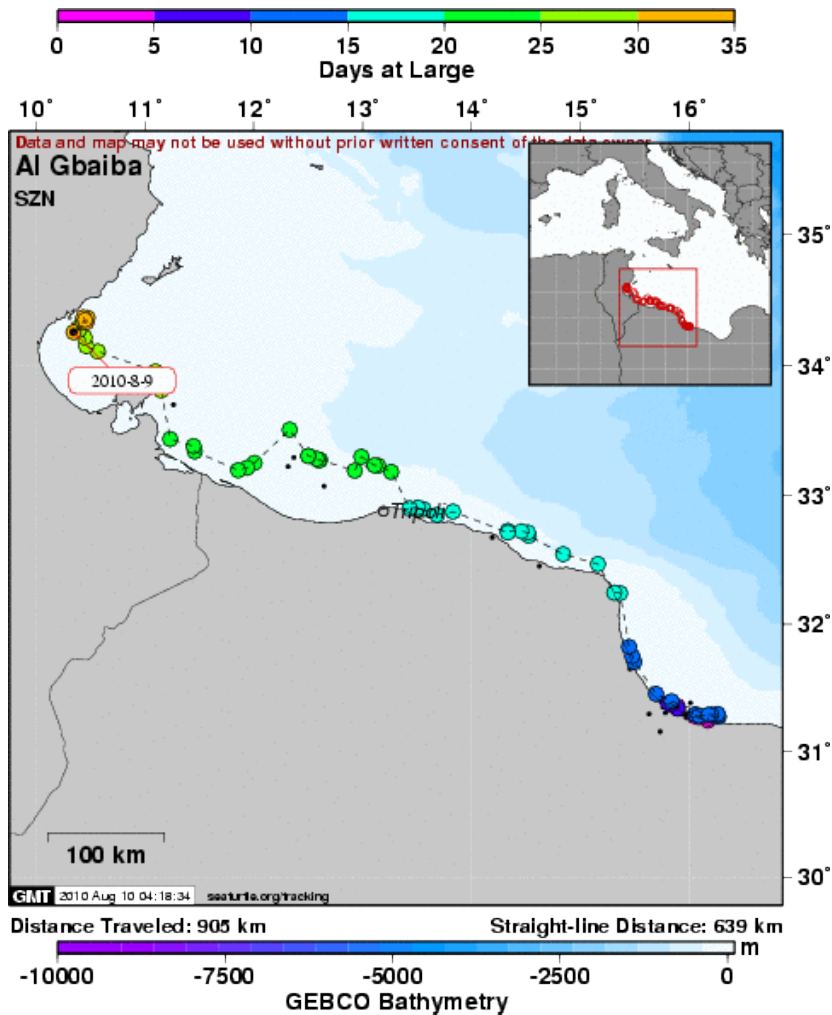 0 5 10 15 20 25 30 35
Days at Large
10° 11° 12° 13° 14° 15° 16°
Data and map may not be used without prior written consent of the data owner
Al Gbaiba
SZN
35°
34°
2010-8-9
33°
Tripoli
32°
31°
100 km
30°
GMT 2010 Aug 10 04:18:34 seaturtle.org/tracking
Distance Traveled: 905 km Straight-line Distance: 639 km
m
-10000 -7500 -5000 -2500 0
GEBCO Bathymetry